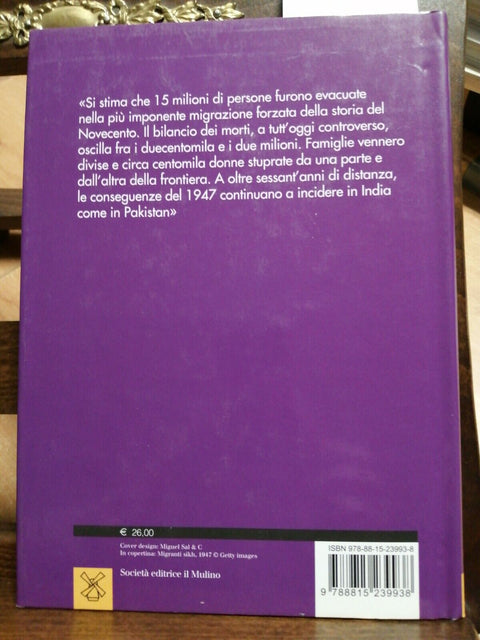 «Si stima che 15 milioni di persone furono evacuate
nella più imponente migrazione forzata della storia del
Novecento. Il bilancio dei morti, a tutt'oggi controverso,
oscilla fra i duecentomila e i due milioni. Famiglie vennero
divise e circa centomila donne stuprate da una parte e
dall'altra della frontiera. A oltre sessant'anni di distanza,
le conseguenze del 1947 continuano a incidere in India
come in Pakistan»
€ 26,00
Cover design: Miguel Sal & C
In copertina: Migranti sikh, 1947 © Getty images
Società editrice il Mulino
ISBN 978-88-15-23993-8
9 788815 239938